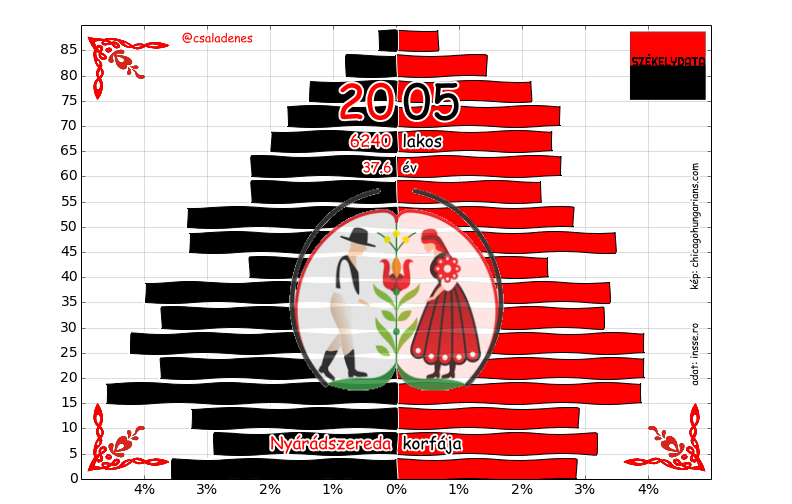 @csaladenes
SZÉKELYDATA
2005
6240 lakos
37.6 év
kép: chicagohungarians.com
adat: insse.ro
Nyárádszereda korfája
85
80
75
70
65
60
55
50
45
40
35
30
25
20
15
10
5
0
4% 3% 2% 1% 0% 1% 2% 3% 4%